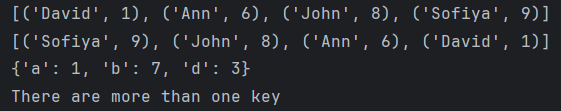 [('David', 1), ('Ann', 6), ('John', 8), ('Sofiya', 9)]
[('Sofiya', 9), ('John', 8), ('Ann', 6), ('David', 1)]
{'a': 1, 'b': 7, 'd': 3}
There are more than one key